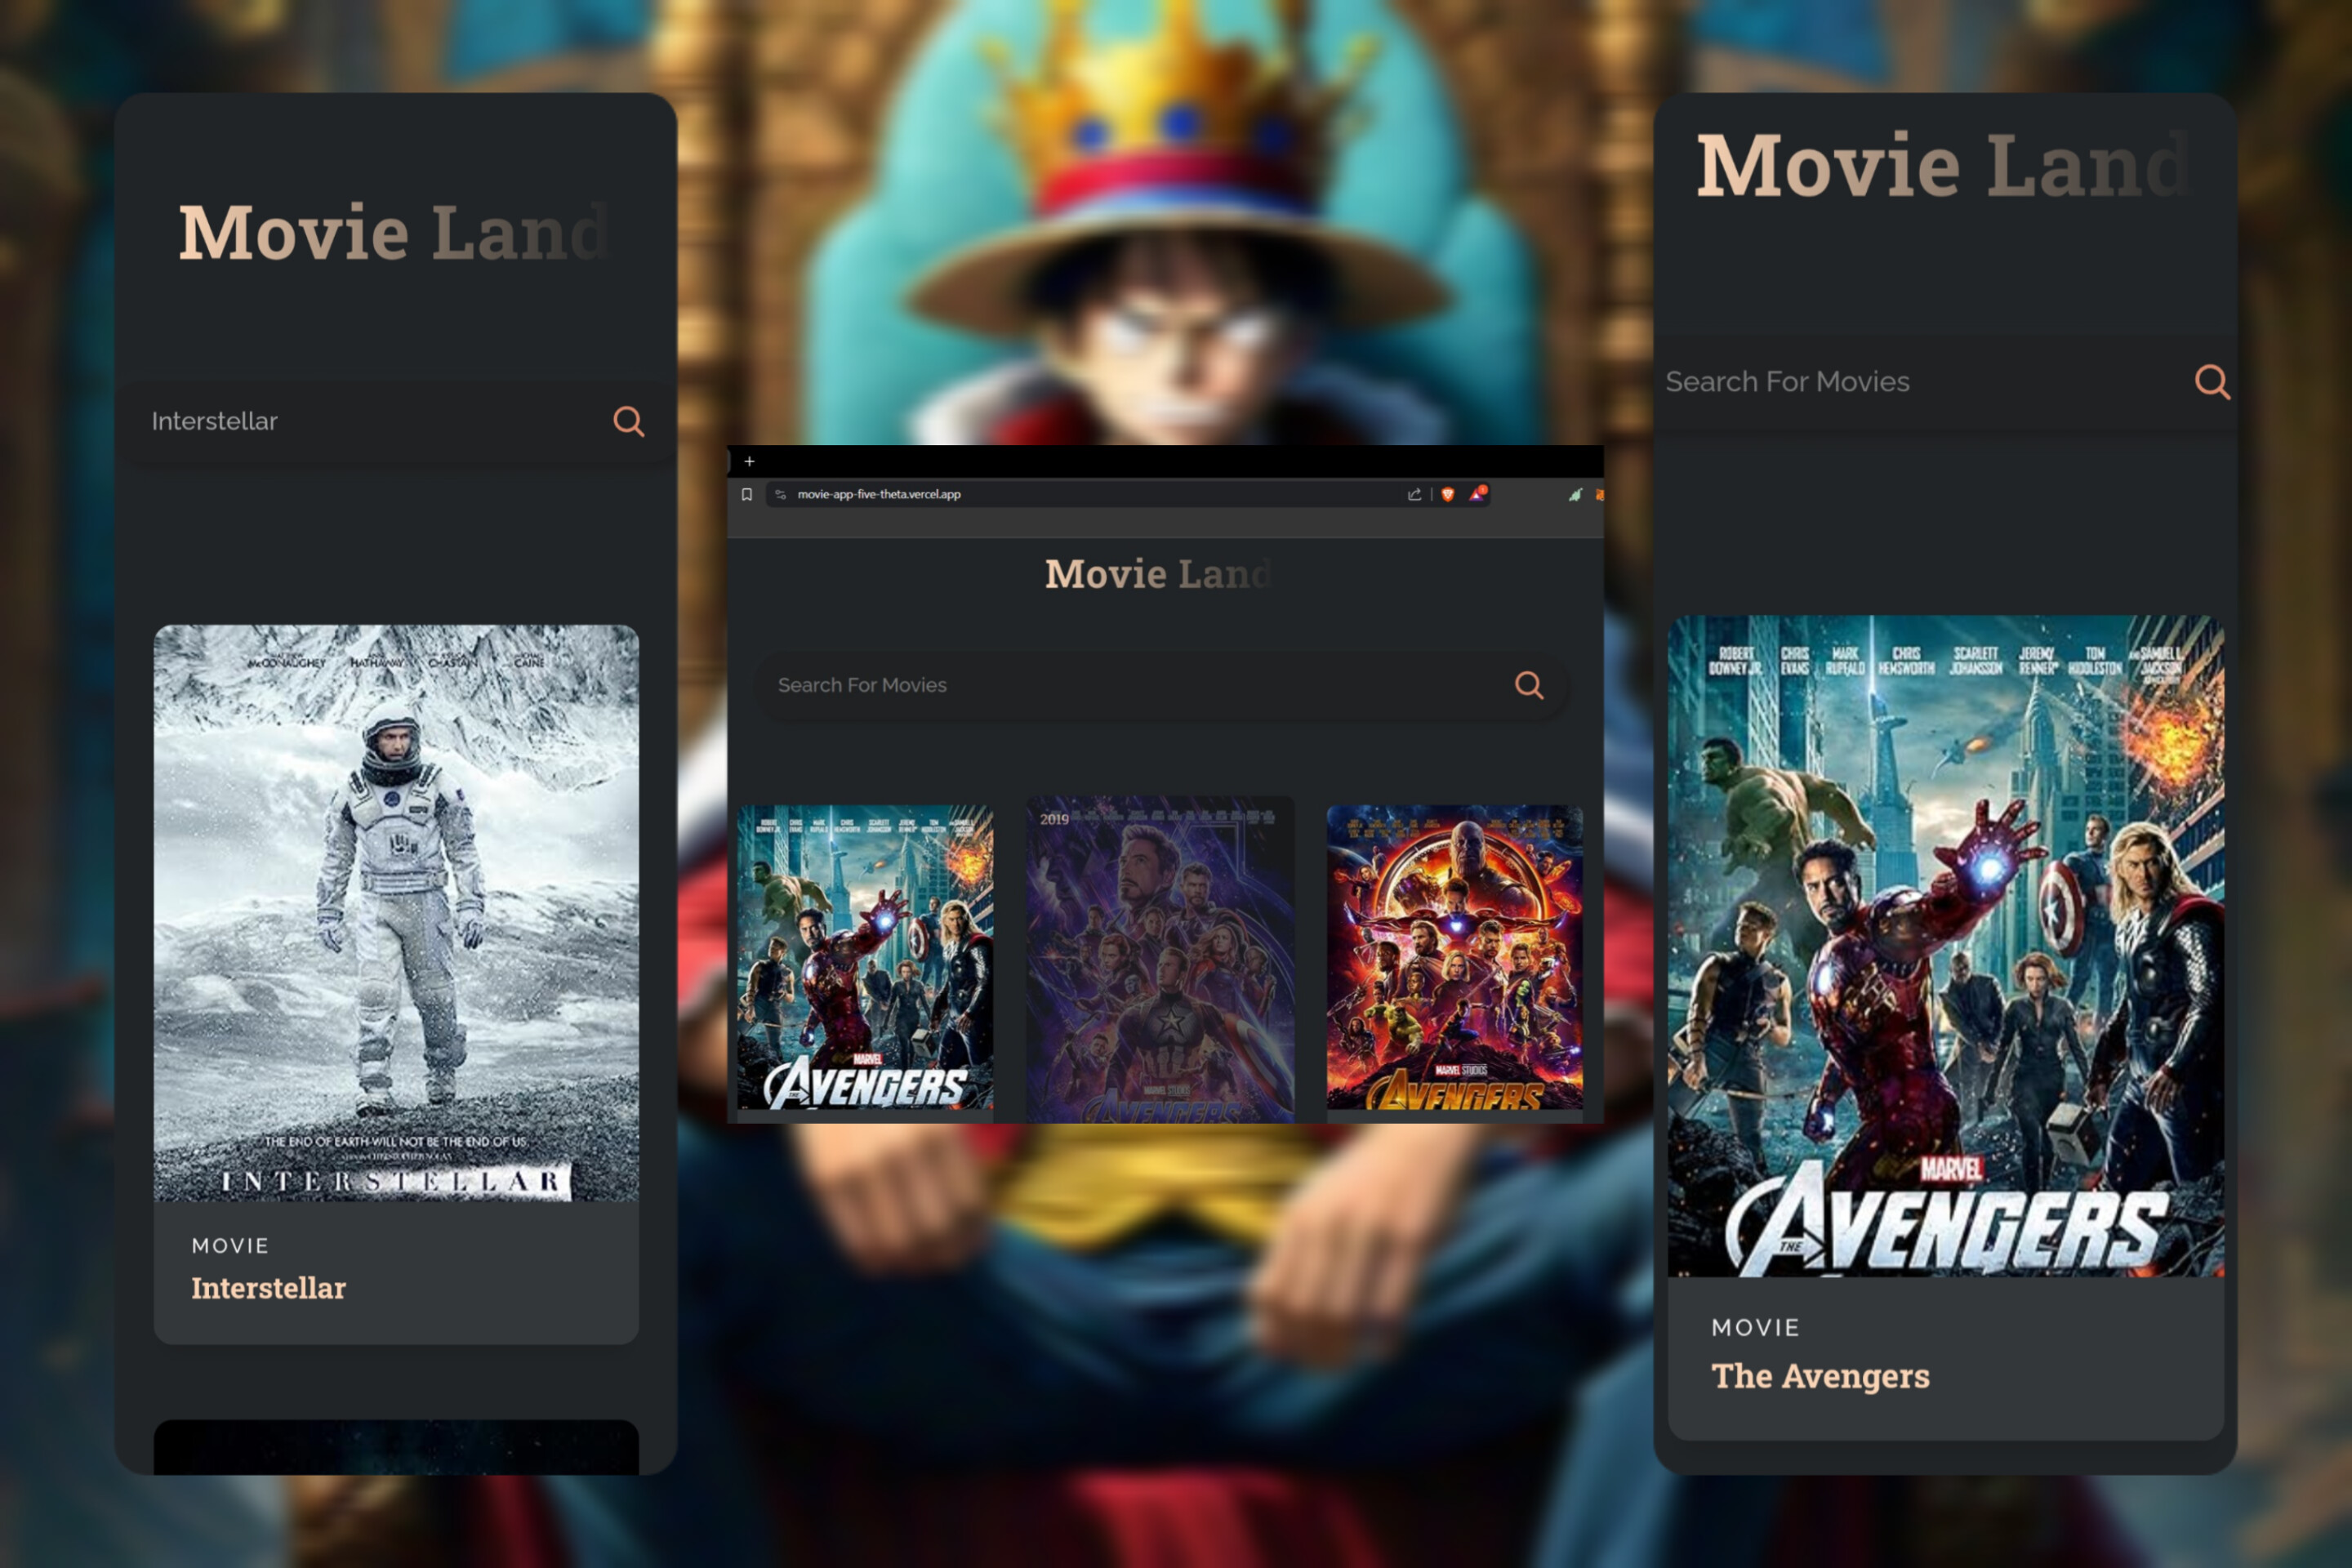 Movie Land
Interstellar
McCONAUGHEY HATHAWAY CHASTAIN CAINE
THE END OF EARTH WILL NOT BE THE END OF US.
INTERSTELLAR
MOVIE
Interstellar
+
movie-app-five-theta.vercel.app
Movie Land
Search For Movies
MARVEL
THE AVENGERS
2019
MARVEL STUDIOS
AVENGERS
MARVEL STUDIOS
AVENGERS
Movie Land
Search For Movies
ROBERT DOWNEY JR. CHRIS EVANS MARK RUFFALO CHRIS HEMSWORTH SCARLETT JOHANSSON JEREMY RENNER TOM HIDDLESTON AND SAMUEL L. JACKSON
MARVEL
THE AVENGERS
MOVIE
The Avengers